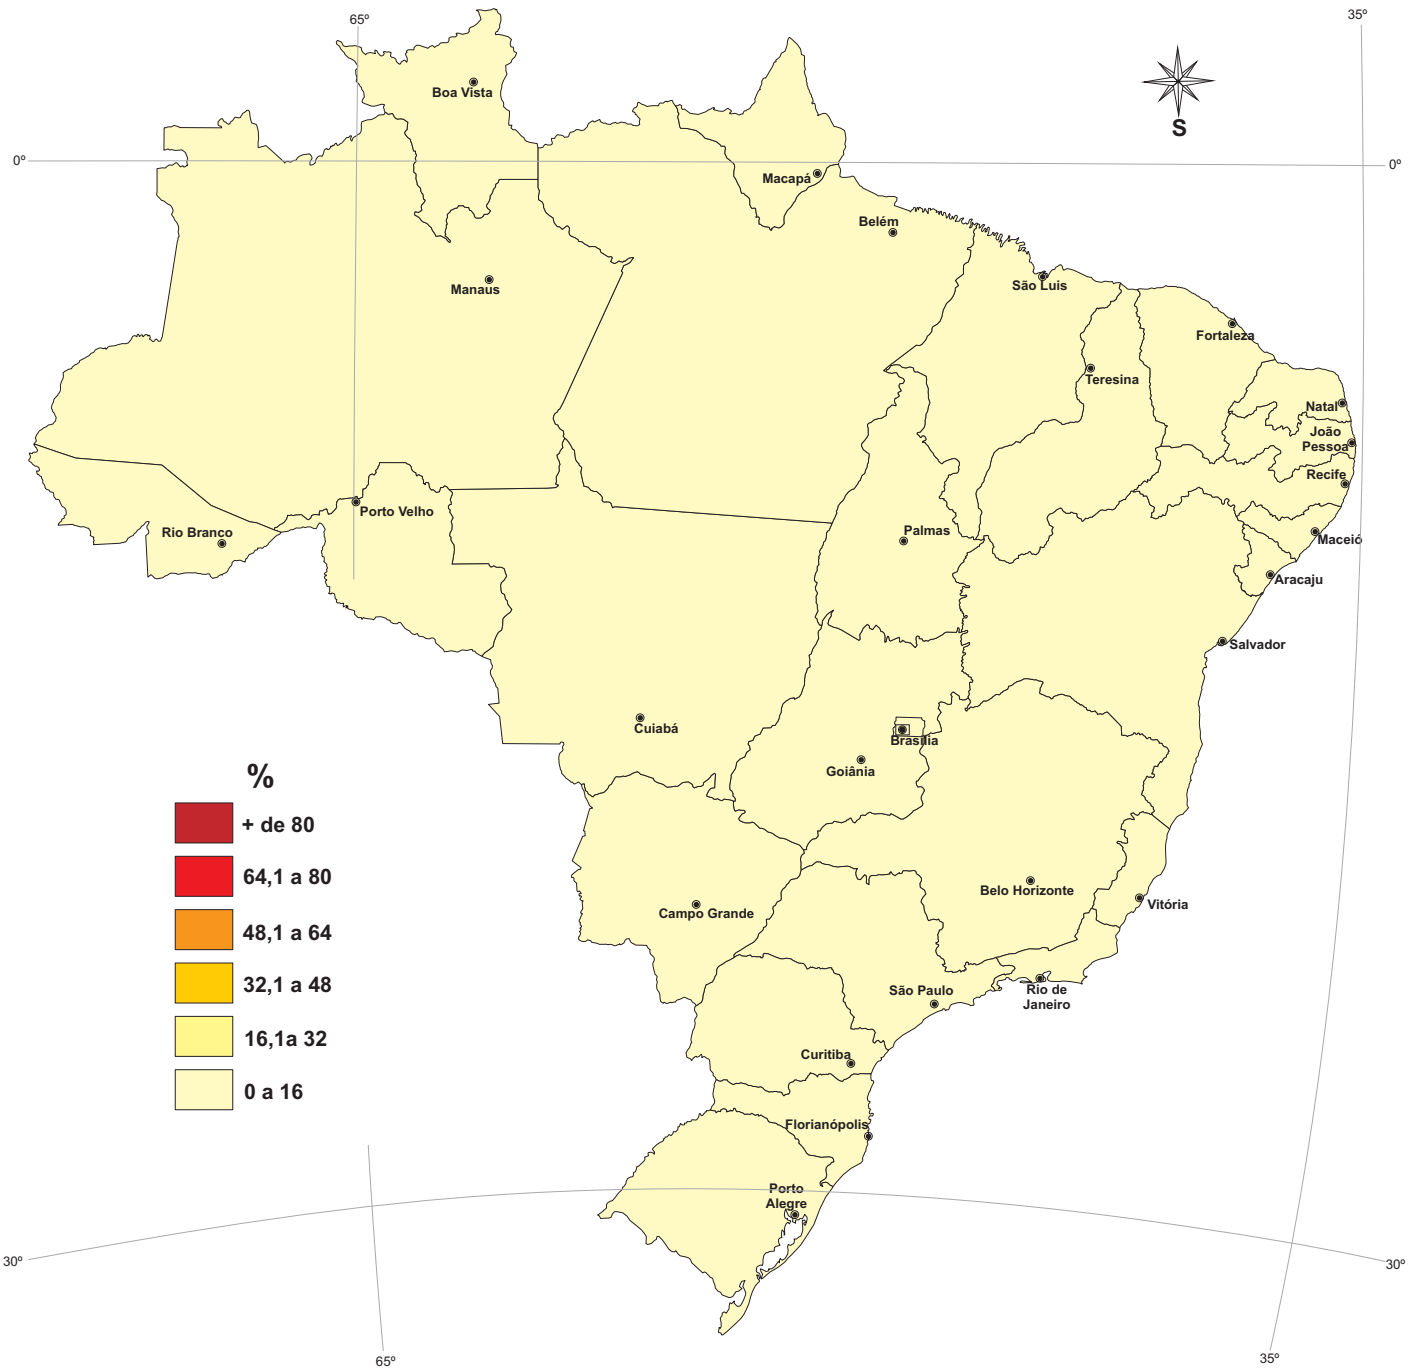 65º
35º
Boa Vista
S
0º
0º
Macapá
Belém
Manaus
São Luis
Fortaleza
Teresina
Natal
João
Pessoa
Recife
Porto Velho
Rio Branco
Palmas
Maceió
Aracaju
Salvador
Cuiabá
Brasília
Goiânia
%
+ de 80
64,1 a 80
48,1 a 64
32,1 a 48
16,1a 32
0 a 16
Belo Horizonte
Vitória
Campo Grande
São Paulo
Rio de
Janeiro
Curitiba
Florianópolis
Porto
Alegre
30º
30º
65º
35º